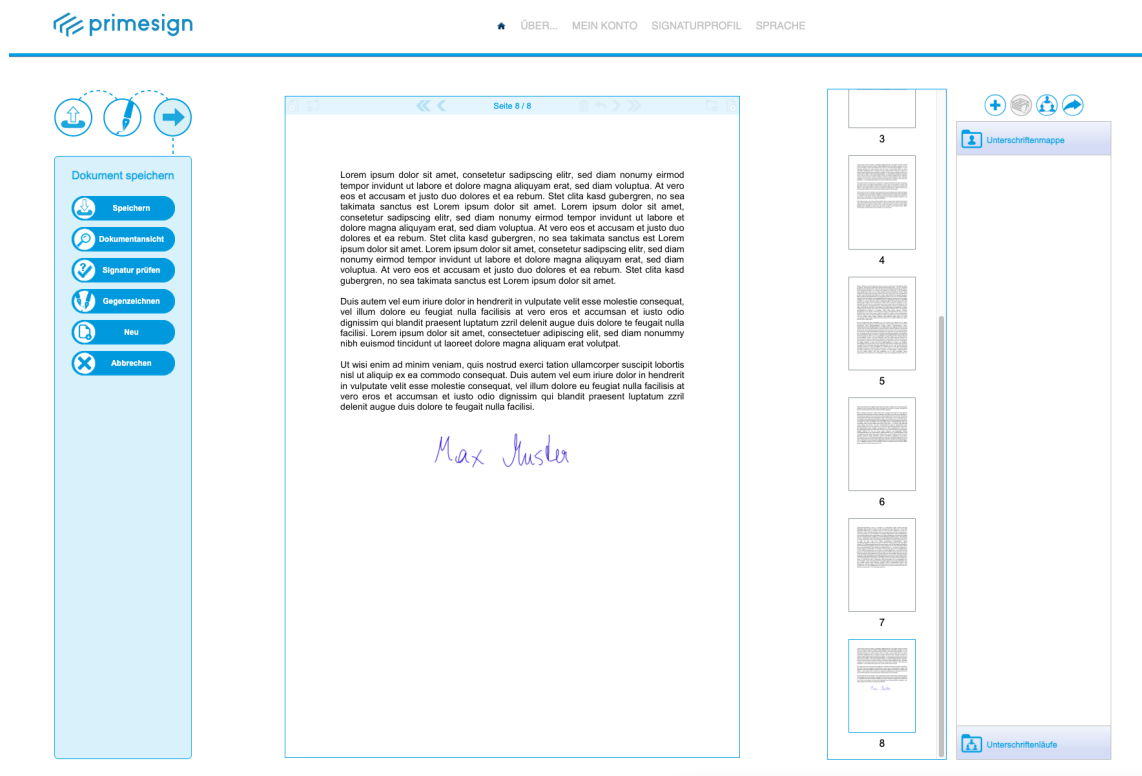 primesign
ÜBER... MEIN KONTO SIGNATURPROFIL SPRACHE
Dokument speichern
Speichern
Dokumentansicht
Signatur prüfen
Gegenzeichnen
Neu
Abbrechen
Seite 8 / 8
Lorem ipsum dolor sit amet, consetetur sadipscing elitr, sed diam nonumy eirmod
tempor invidunt ut labore et dolore magna aliquyam erat, sed diam voluptua. At vero
eos et accusam et justo duo dolores et ea rebum. Stet clita kasd gubergren, no sea
takimata sanctus est Lorem ipsum dolor sit amet. Lorem ipsum dolor sit amet,
consetetur sadipscing elitr, sed diam nonumy eirmod tempor invidunt ut labore et
dolore magna aliquyam erat, sed diam voluptua. At vero eos et accusam et justo duo
dolores et ea rebum. Stet clita kasd gubergren, no sea takimata sanctus est Lorem
ipsum dolor sit amet. Lorem ipsum dolor sit amet, consetetur sadipscing elitr, sed diam
nonumy eirmod tempor invidunt ut labore et dolore magna aliquyam erat, sed diam
voluptua. At vero eos et accusam et justo duo dolores et ea rebum. Stet clita kasd
gubergren, no sea takimata sanctus est Lorem ipsum dolor sit amet.
Duis autem vel eum iriure dolor in hendrerit in vulputate velit esse molestie consequat,
vel illum dolore eu feugiat nulla facilisis at vero eros et accumsan et iusto odio
dignissim qui blandit praesent luptatum zzril delenit augue duis dolore te feugait nulla
facilisi. Lorem ipsum dolor sit amet, consectetuer adipiscing elit, sed diam nonummy
nibh euismod tincidunt ut laoreet dolore magna aliquam erat volutpat.
Ut wisi enim ad minim veniam, quis nostrud exerci tation ullamcorper suscipit lobortis
nisl ut aliquip ex ea commodo consequat. Duis autem vel eum iriure dolor in hendrerit
in vulputate velit esse molestie consequat, vel illum dolore eu feugiat nulla facilisis at
vero eros et accumsan et iusto odio dignissim qui blandit praesent luptatum zzril
delenit augue duis dolore te feugait nulla facilisi.
Max Muster
3
4
5
6
7
Max Muster
8
Unterschriftenmappe
Unterschriftenläufe